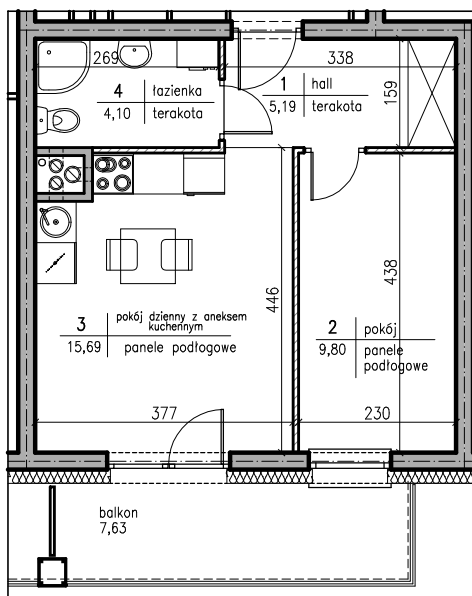 269
338
4 łazienka
4,10 terakota
1 hall
5,19 terakota
159
446
438
3 pokój dzienny z aneksem
kuchennym
15,69 panele podłogowe
2 pokój
9,80 panele
podłogowe
377
230
balkon
7,63